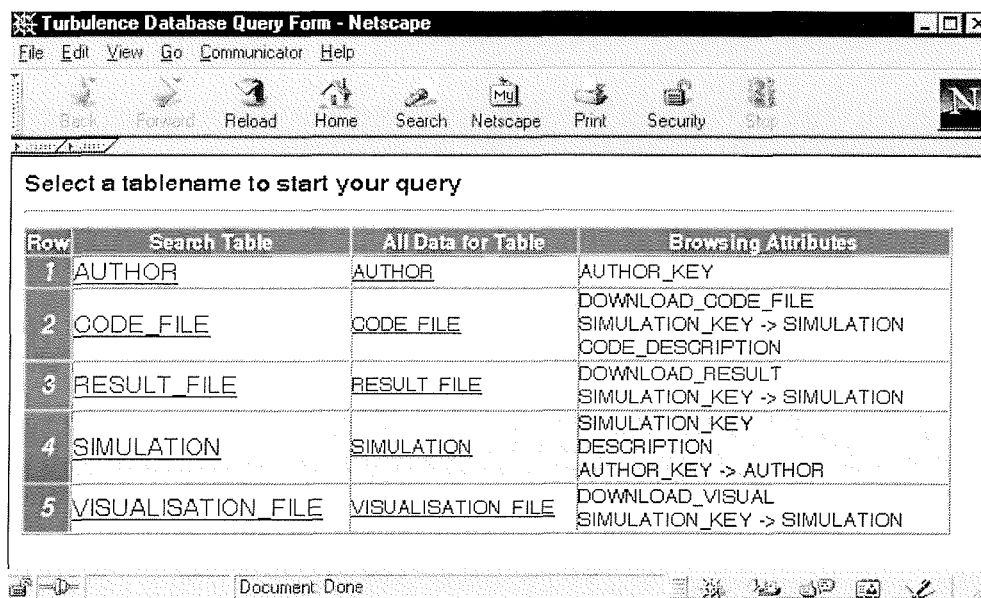 Turbulence Database Query Form - Netscape
File Edit View Go Communicator Help
My
N
Back Forward Reload Home Search Netscape Print Security Stop
Select a tablename to start your query
Row Search Table All Data for Table Browsing Attributes
1 AUTHOR AUTHOR AUTHOR_KEY
2 CODE_FILE CODE_FILE DOWNLOAD_CODE_FILE
SIMULATION_KEY -> SIMULATION
CODE_DESCRIPTION
3 RESULT_FILE RESULT_FILE DOWNLOAD_RESULT
SIMULATION_KEY -> SIMULATION
4 SIMULATION SIMULATION SIMULATION_KEY
DESCRIPTION
AUTHOR_KEY -> AUTHOR
5 VISUALISATION_FILE VISUALISATION_FILE DOWNLOAD_VISUAL
SIMULATION_KEY -> SIMULATION
Document: Done